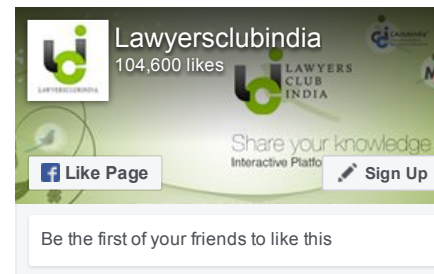 Lawyersclubindia
104,600 likes
LAWYERSCLUBINDIA
LAWYERS
CLUB
INDIA
Share your knowledge
Interactive Platfo
Like Page
Sign Up
Be the first of your friends to like this